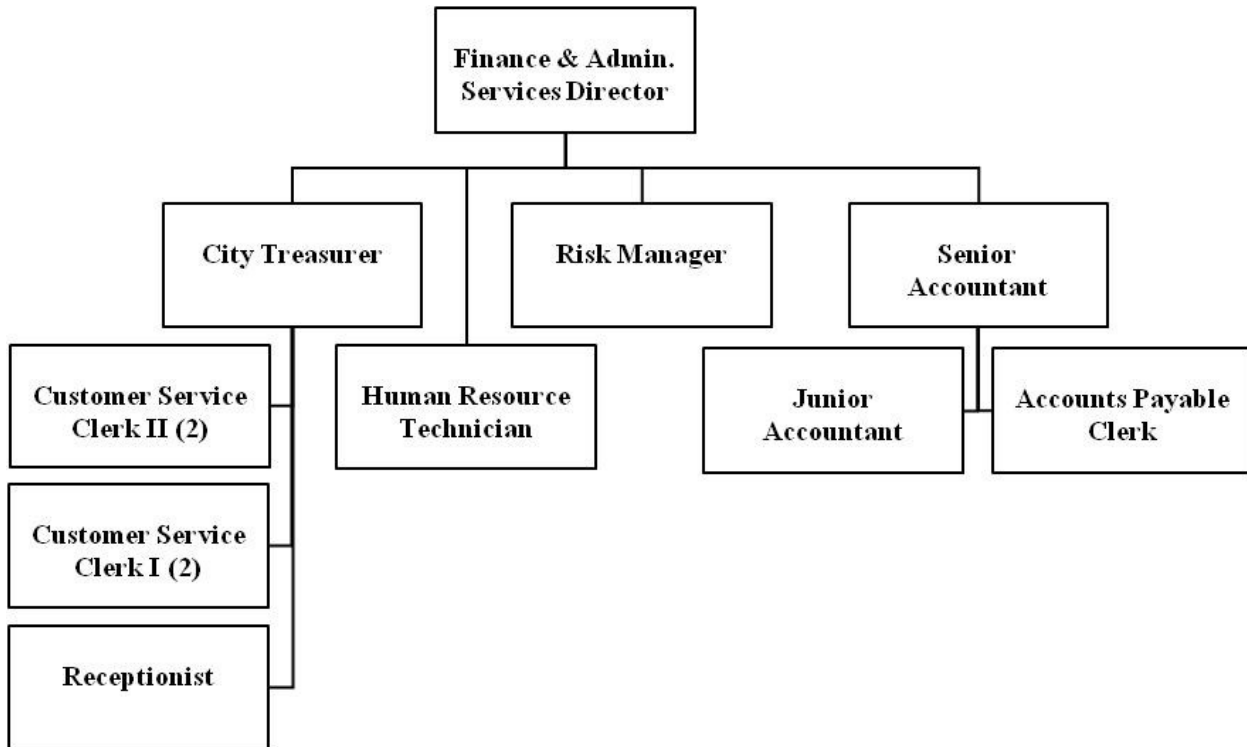 Finance & Admin.
Services Director
City Treasurer
Risk Manager
Senior
Accountant
Customer Service
Clerk II (2)
Human Resource
Technician
Junior
Accountant
Accounts Payable
Clerk
Customer Service
Clerk I (2)
Receptionist